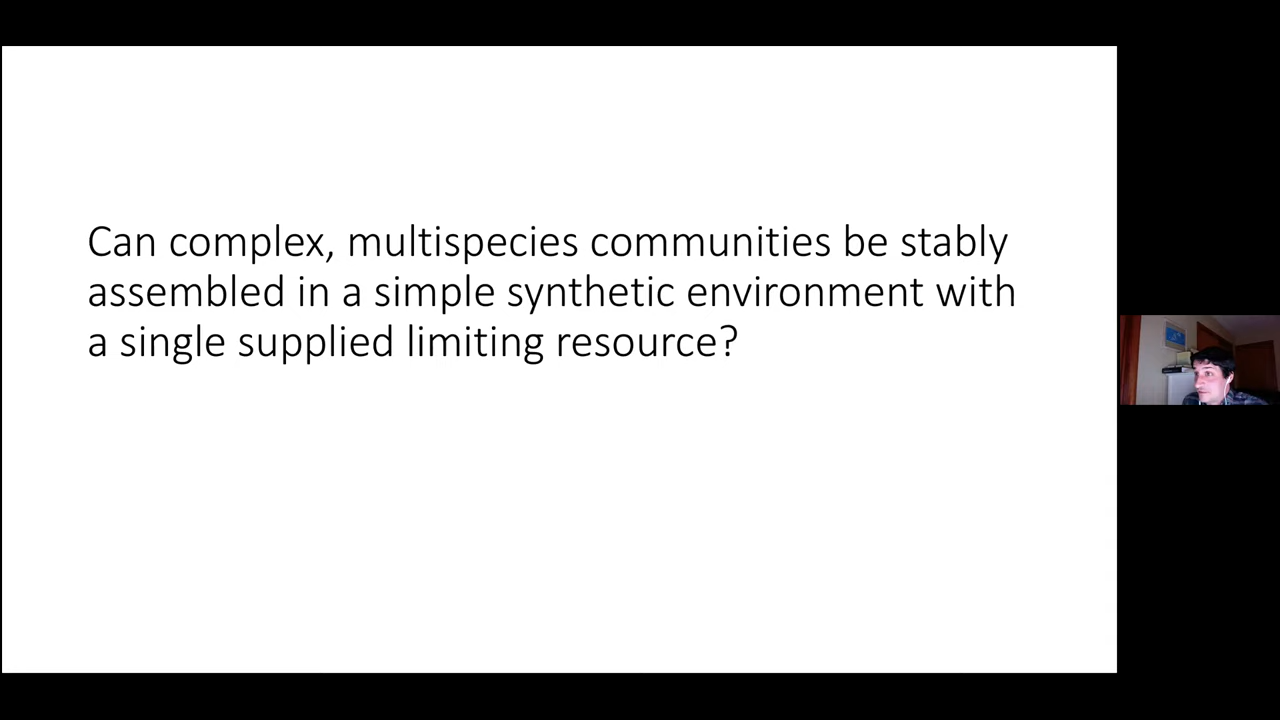 Can complex, multispecies communities be stably
assembled in a simple synthetic environment with
a single supplied limiting resource?